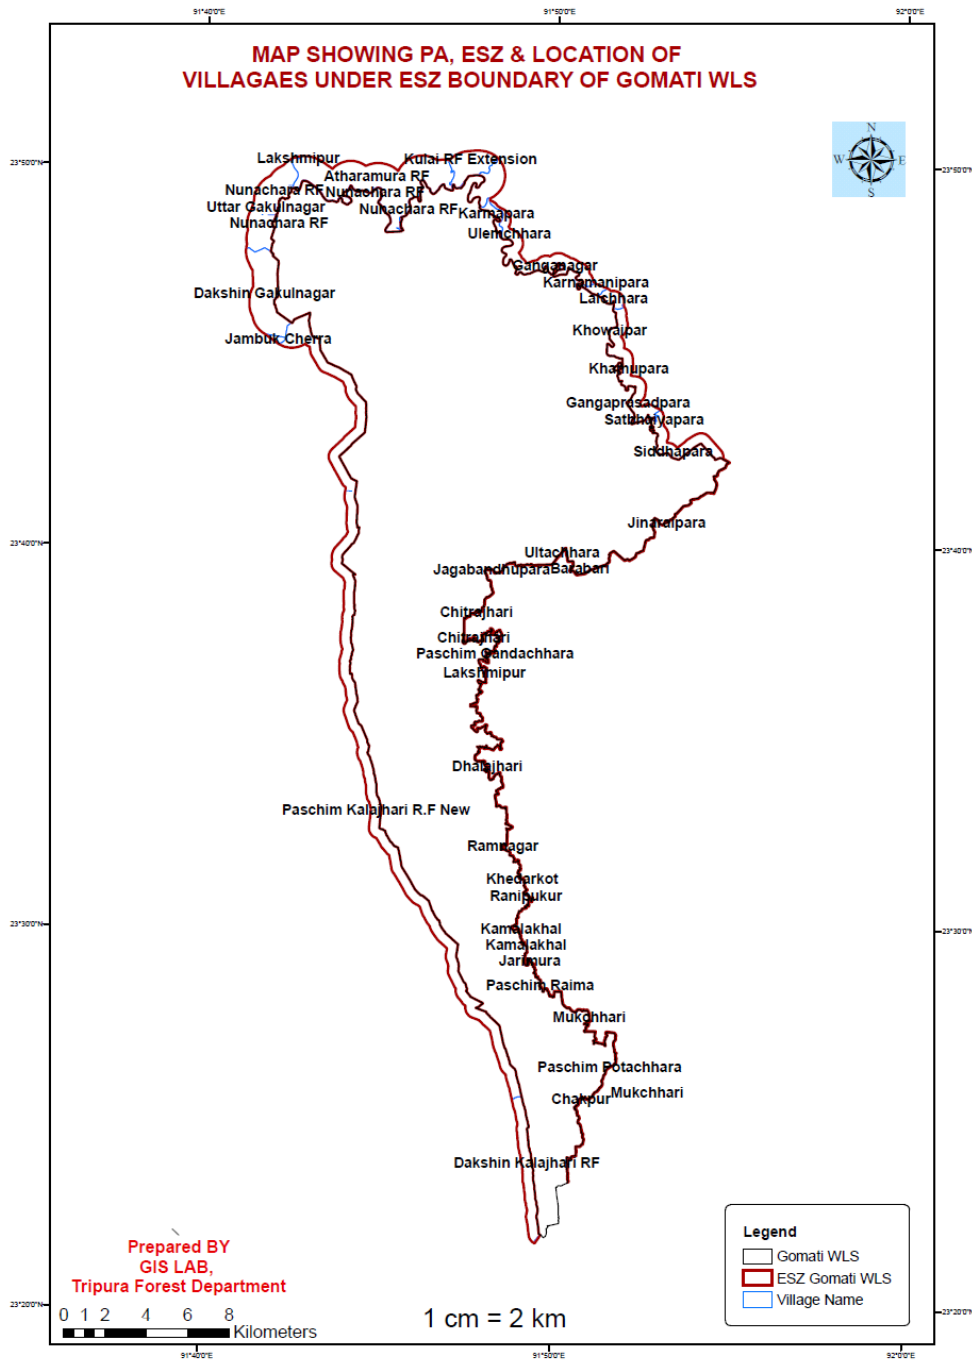 91°40'0"E
91°50'0"E
92°0'0"E
MAP SHOWING PA, ESZ & LOCATION OF
VILLAGAES UNDER ESZ BOUNDARY OF GOMATI WLS
N
W E
S
23°50'0"N
23°50'0"N
Lakshmipur
Kulai RF Extension
Atharamura RF
Nunachara RF
Nunachara RF
Uttar Gakulnagar
Nunachara RF
Karmapara
Nunachara RF
Ulemchhara
Ganganagar
Karnamanipara
Dakshin Gakulnagar
Lalchhara
Khowaipar
Jambuk Cherra
Khamupara
Gangaprasadpara
Satbhaiyapara
Siddhapara
Jinaraipara
23°40'0"N
23°40'0"N
Ultachhara
Jagabandhupara
Barabari
Chitrajhari
Chitrajhari
Paschim Gandachhara
Lakshmipur
Dhalajhari
Paschim Kalajhari R.F New
Ramnagar
Khedarkot
Ranipukur
23°30'0"N
23°30'0"N
Kamalakhal
Kamalakhal
Jarimura
Paschim Raima
Mukchhari
Paschim Potachhara
Mukchhari
Chakpur
Dakshin Kalajhari RF
Legend
Gomati WLS
ESZ Gomati WLS
Village Name
Prepared BY
GIS LAB,
Tripura Forest Department
23°20'0"N
23°20'0"N
0 1 2 4 6 8
Kilometers
1 cm = 2 km
91°40'0"E
91°50'0"E
92°0'0"E